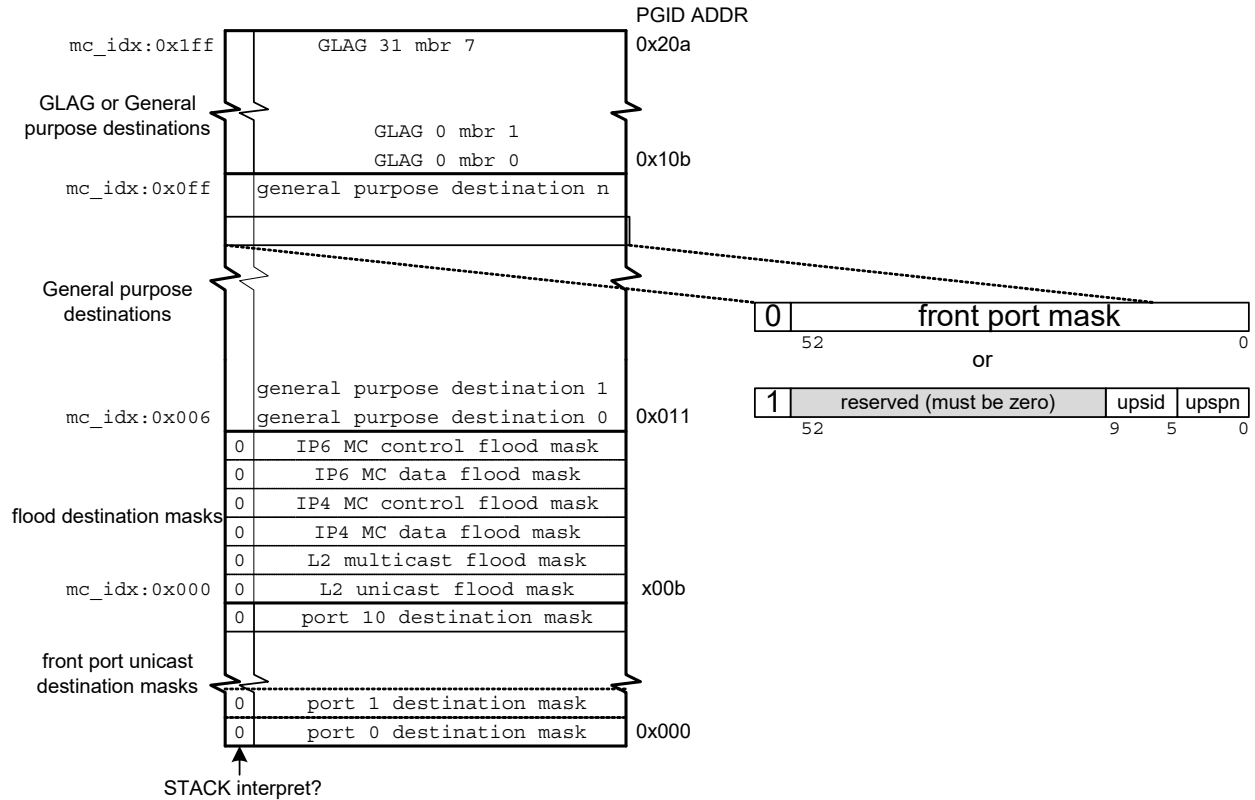 PGID ADDR
mc_idx:0x1ff GLAG 31 mbr 7 0x20a
GLAG or General
purpose destinations
GLAG 0 mbr 1
GLAG 0 mbr 0 0x10b
mc_idx:0x0ff general purpose destination n
General purpose
destinations
0 front port mask
52 0
or
general purpose destination 1
1 reserved (must be zero) upsid upspn
52 9 5 0
mc_idx:0x006 general purpose destination 0 0x011
0 IP6 MC control flood mask
0 IP6 MC data flood mask
0 IP4 MC control flood mask
flood destination masks
0 IP4 MC data flood mask
0 L2 multicast flood mask
mc_idx:0x000 0 L2 unicast flood mask x00b
0 port 10 destination mask
front port unicast
destination masks
0 port 1 destination mask
0 port 0 destination mask 0x000
STACK interpret?